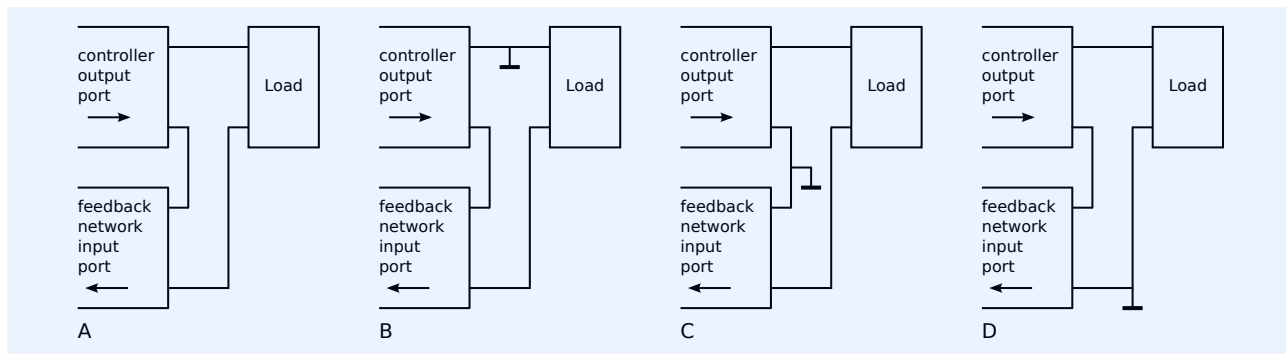 controller
output
port
Load
feedback
network
input
port
A
controller
output
port
Load
feedback
network
input
port
B
controller
output
port
Load
feedback
network
input
port
C
controller
output
port
Load
feedback
network
input
port
D